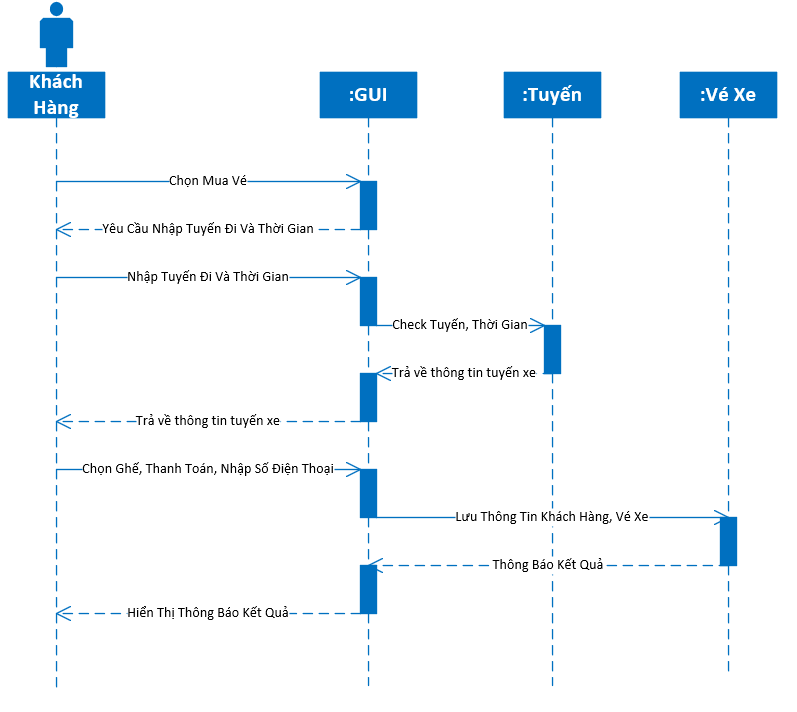 Khách
Hàng
:GUI
:Tuyến
:Vé Xe
Chọn Mua Vé
Yêu Cầu Nhập Tuyến Đi Và Thời Gian
Nhập Tuyến Đi Và Thời Gian
Check Tuyến, Thời Gian
Trả về thông tin tuyến xe
Trả về thông tin tuyến xe
Chọn Ghế, Thanh Toán, Nhập Số Điện Thoại
Lưu Thông Tin Khách Hàng, Vé Xe
Thông Báo Kết Quả
Hiển Thị Thông Báo Kết Quả